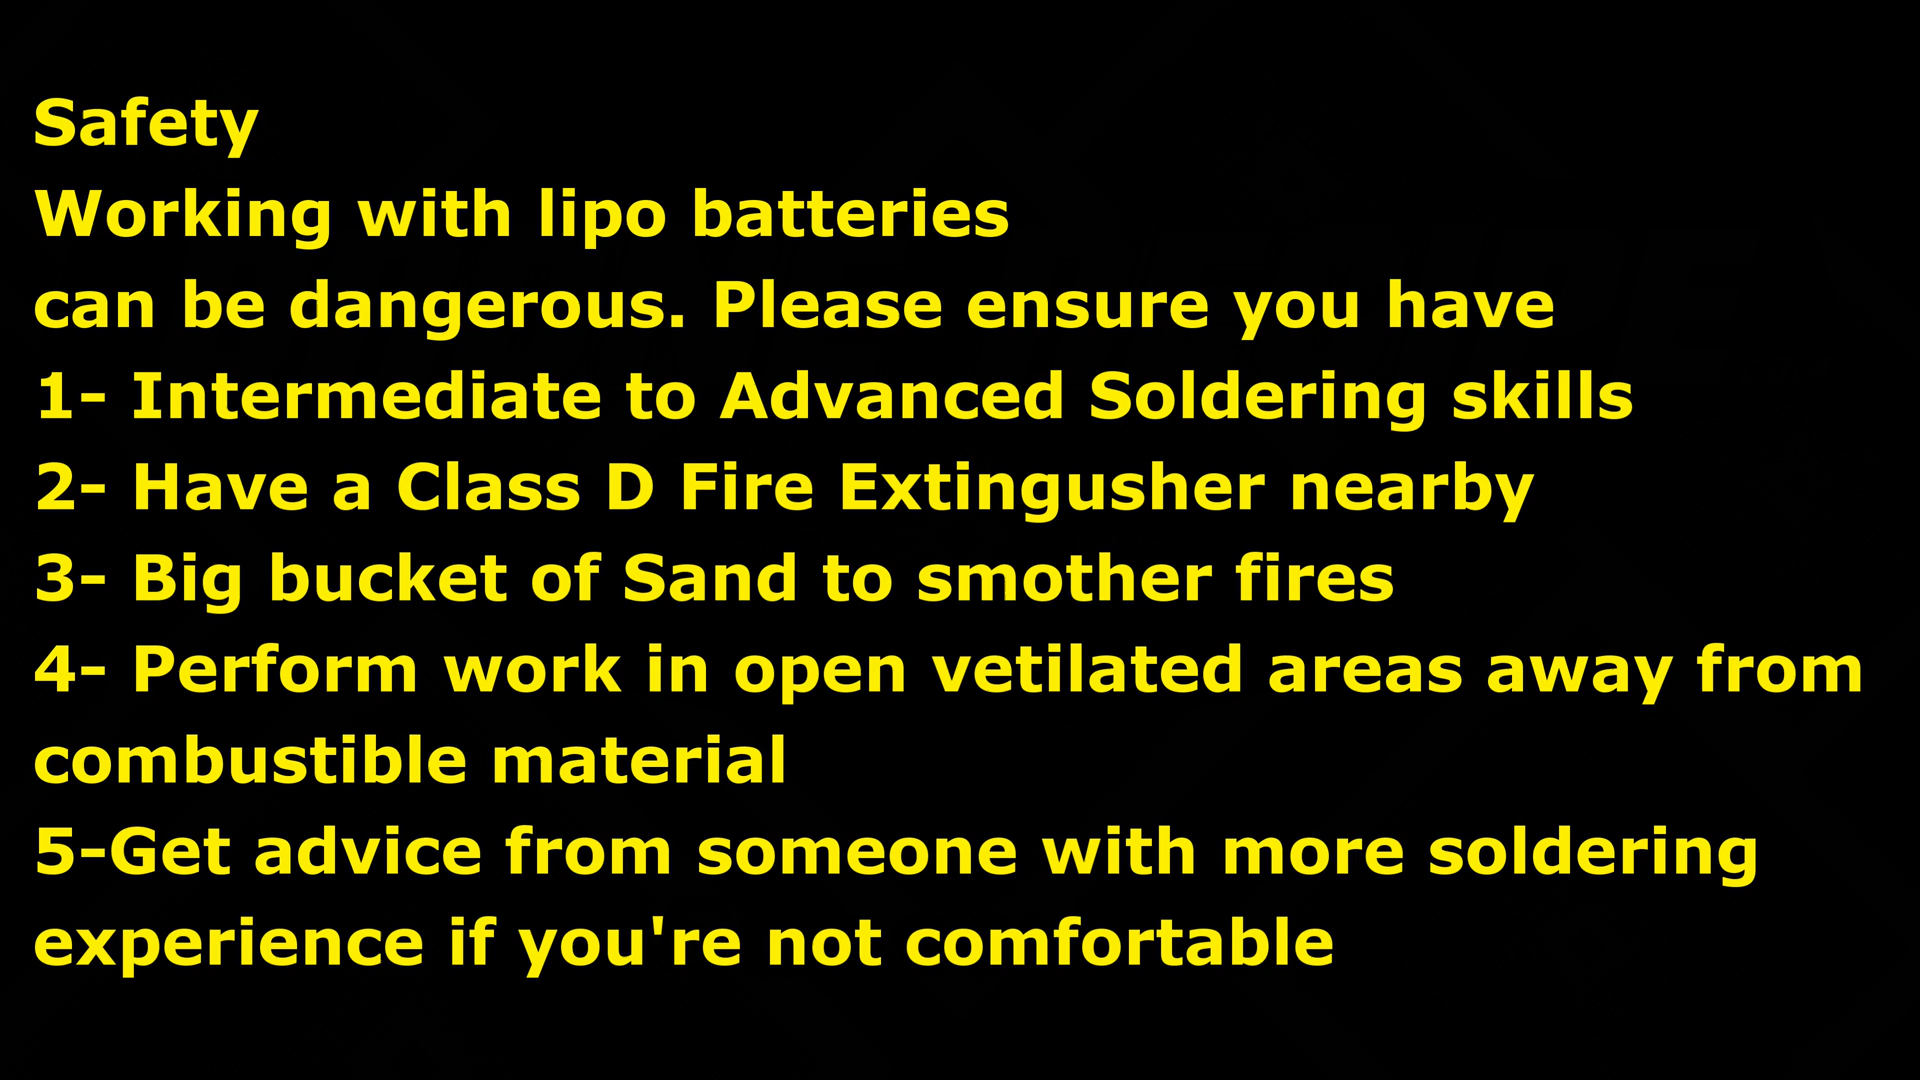 Safety
Working with lipo batteries
can be dangerous. Please ensure you have
1- Intermediate to Advanced Soldering skills
2- Have a Class D Fire Extingusher nearby
3- Big bucket of Sand to smother fires
4- Perform work in open vetilated areas away from
combustible material
5-Get advice from someone with more soldering
experience if you're not comfortable